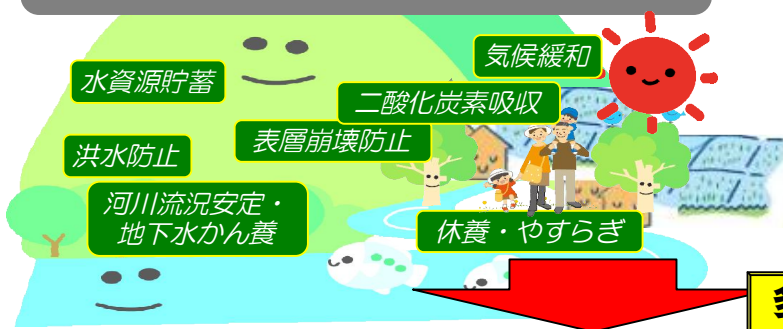 気候緩和
水資源貯蓄
二酸化炭素吸収
表層崩壊防止
洪水防止
河川流況安定・
地下水かん養
休養・やすらぎ